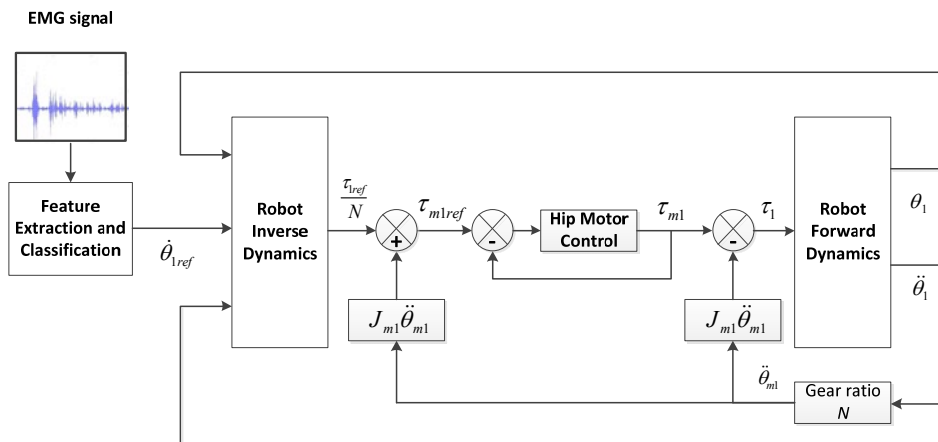 EMG signal
Feature
Extraction and
Classification
θ̇₁ref
Robot
Inverse
Dynamics
τ₁ref
N
+
τm1ref
-
Hip Motor
Control
τm1
-
τ₁
Robot
Forward
Dynamics
θ₁
θ̈₁
Jm1θ̈m1
Jm1θ̈m1
θ̈m1
Gear ratio
N